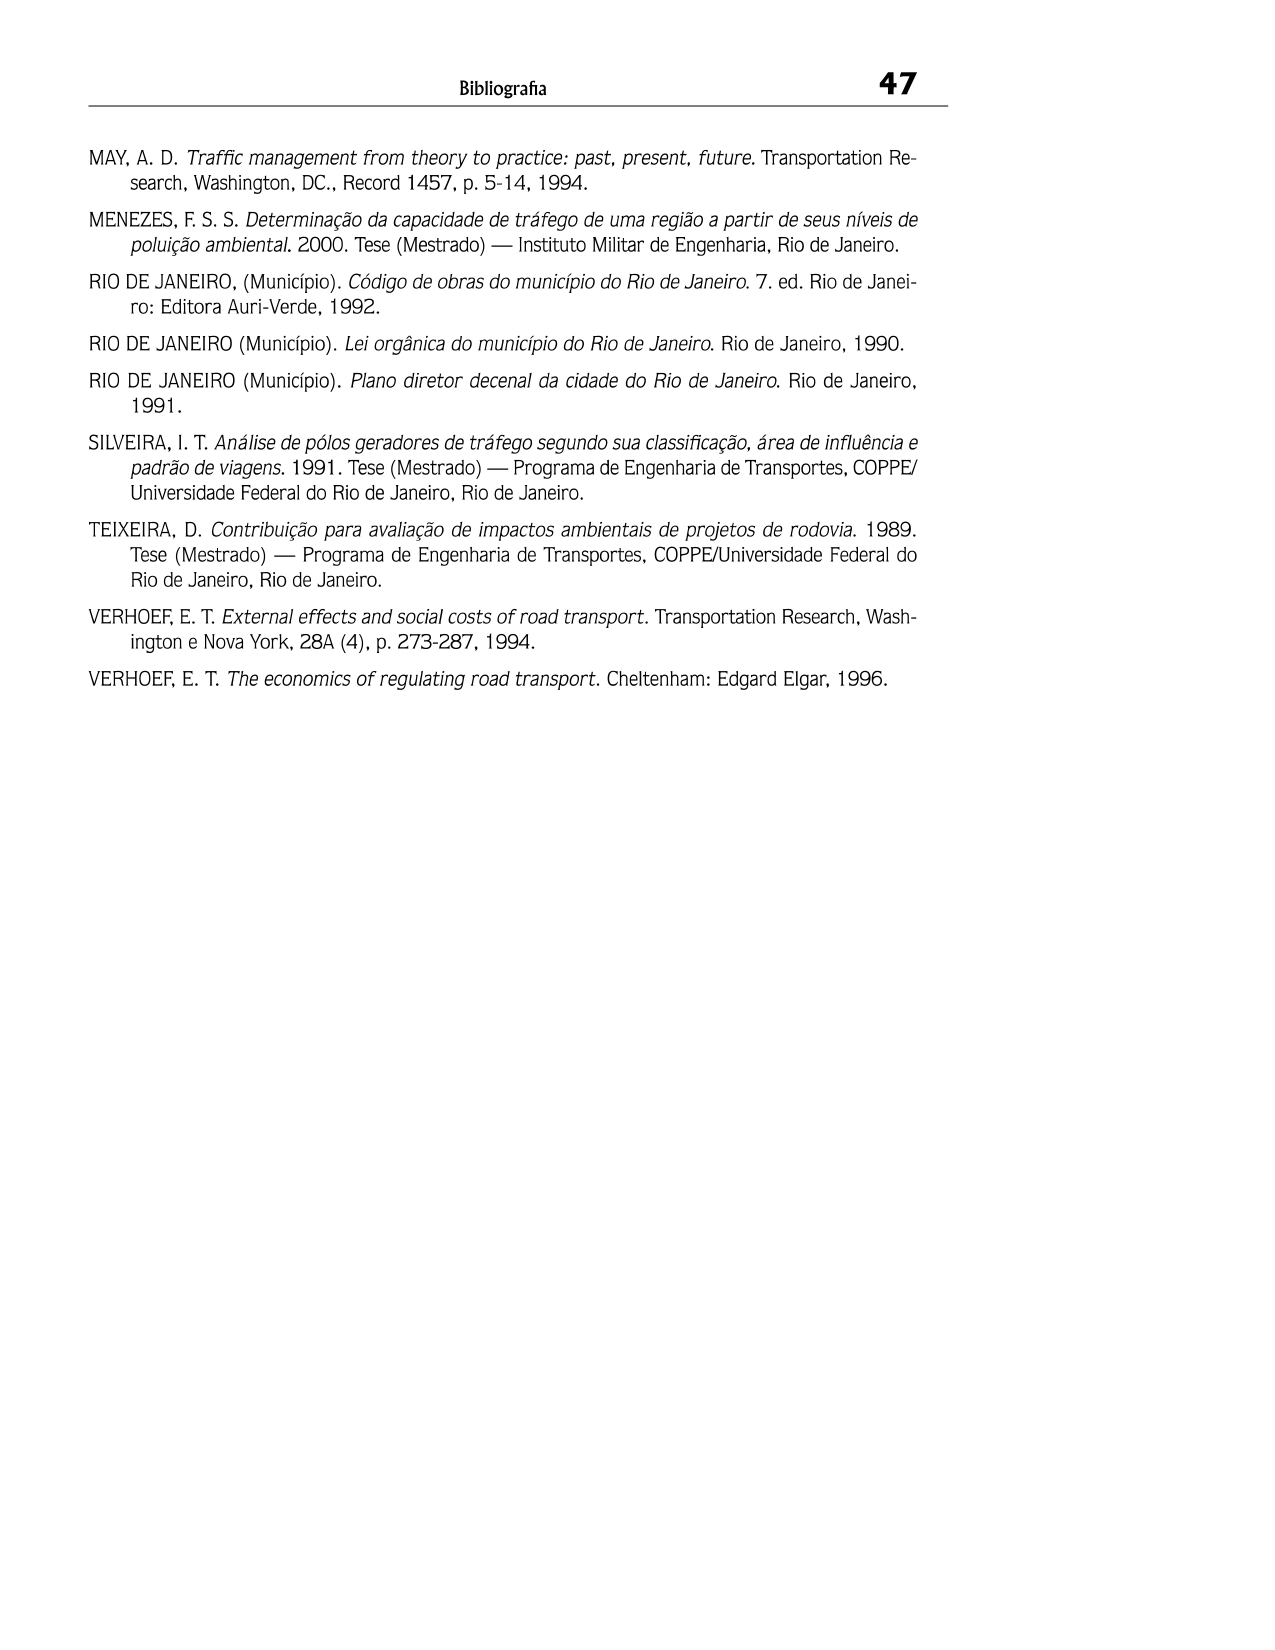 Bibliografia 47
MAY, A. D. Traffic management from theory to practice: past, present, future. Transportation Re-
search, Washington, DC., Record 1457, p. 5-14, 1994.
MENEZES, F. S. S. Determinação da capacidade de tráfego de uma região a partir de seus níveis de
poluição ambiental. 2000. Tese (Mestrado) — Instituto Militar de Engenharia, Rio de Janeiro.
RIO DE JANEIRO, (Município). Código de obras do município do Rio de Janeiro. 7. ed. Rio de Janei-
ro: Editora Auri-Verde, 1992.
RIO DE JANEIRO (Município). Lei orgânica do município do Rio de Janeiro. Rio de Janeiro, 1990.
RIO DE JANEIRO (Município). Plano diretor decenal da cidade do Rio de Janeiro. Rio de Janeiro,
1991.
SILVEIRA, I. T. Análise de pólos geradores de tráfego segundo sua classificação, área de influência e
padrão de viagens. 1991. Tese (Mestrado) — Programa de Engenharia de Transportes, COPPE/
Universidade Federal do Rio de Janeiro, Rio de Janeiro.
TEIXEIRA, D. Contribuição para avaliação de impactos ambientais de projetos de rodovia. 1989.
Tese (Mestrado) — Programa de Engenharia de Transportes, COPPE/Universidade Federal do
Rio de Janeiro, Rio de Janeiro.
VERHOEF, E. T. External effects and social costs of road transport. Transportation Research, Wash-
ington e Nova York, 28A (4), p. 273-287, 1994.
VERHOEF, E. T. The economics of regulating road transport. Cheltenham: Edgard Elgar, 1996.